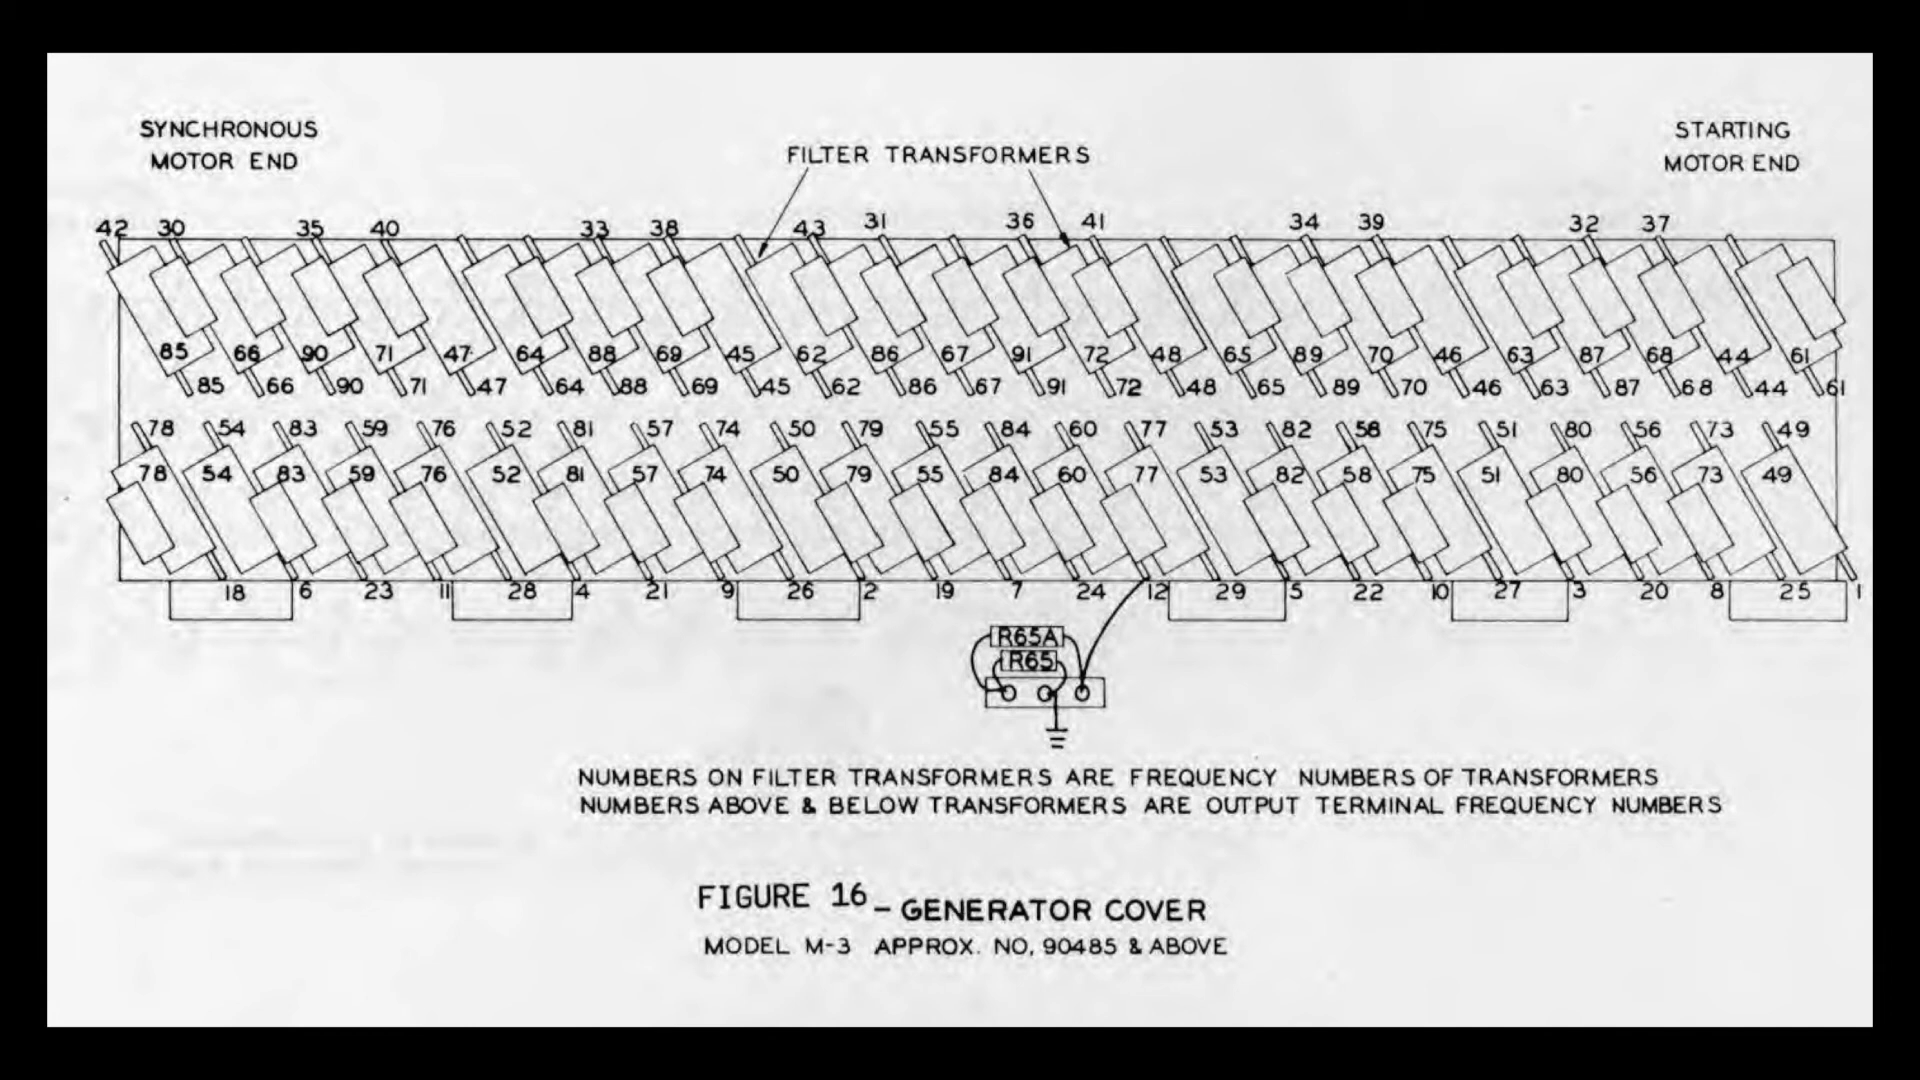 SYNCHRONOUS
MOTOR END
FILTER TRANSFORMERS
STARTING
MOTOR END
42 30 35 40 33 38 43 31 36 41 34 39 32 37
85 66 90 71 47 64 88 69 45 62 86 67 91 72 48 65 89 70 46 63 87 68 44 61
85 66 90 71 47 64 88 69 45 62 86 67 91 72 48 65 89 70 46 63 87 68 44 61
78 54 83 59 76 52 81 57 74 50 79 55 84 60 77 53 82 58 75 51 80 56 73 49
78 54 83 59 76 52 81 57 74 50 79 55 84 60 77 53 82 58 75 51 80 56 73 49
18 6 23 11 28 4 21 9 26 2 19 7 24 12 29 5 22 10 27 3 20 8 25 1
R65A
R65
NUMBERS ON FILTER TRANSFORMERS ARE FREQUENCY NUMBERS OF TRANSFORMERS
NUMBERS ABOVE & BELOW TRANSFORMERS ARE OUTPUT TERMINAL FREQUENCY NUMBERS
FIGURE 16 – GENERATOR COVER
MODEL M-3 APPROX. NO. 90485 & ABOVE